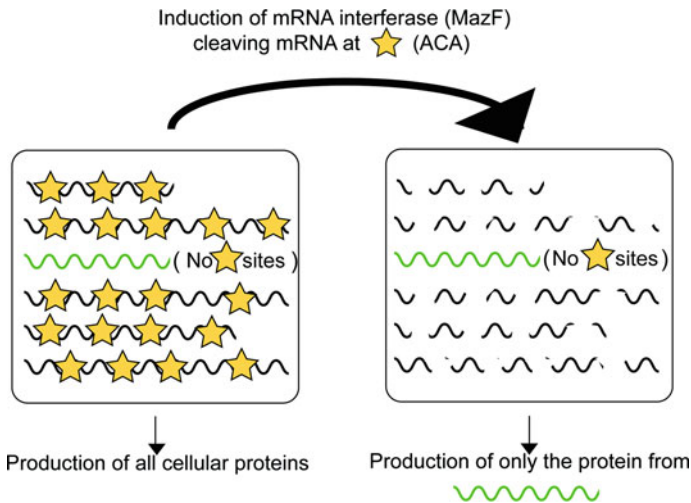 Induction of mRNA interferase (MazF)
cleaving mRNA at (ACA)
(No sites)
(No sites)
Production of all cellular proteins
Production of only the protein from